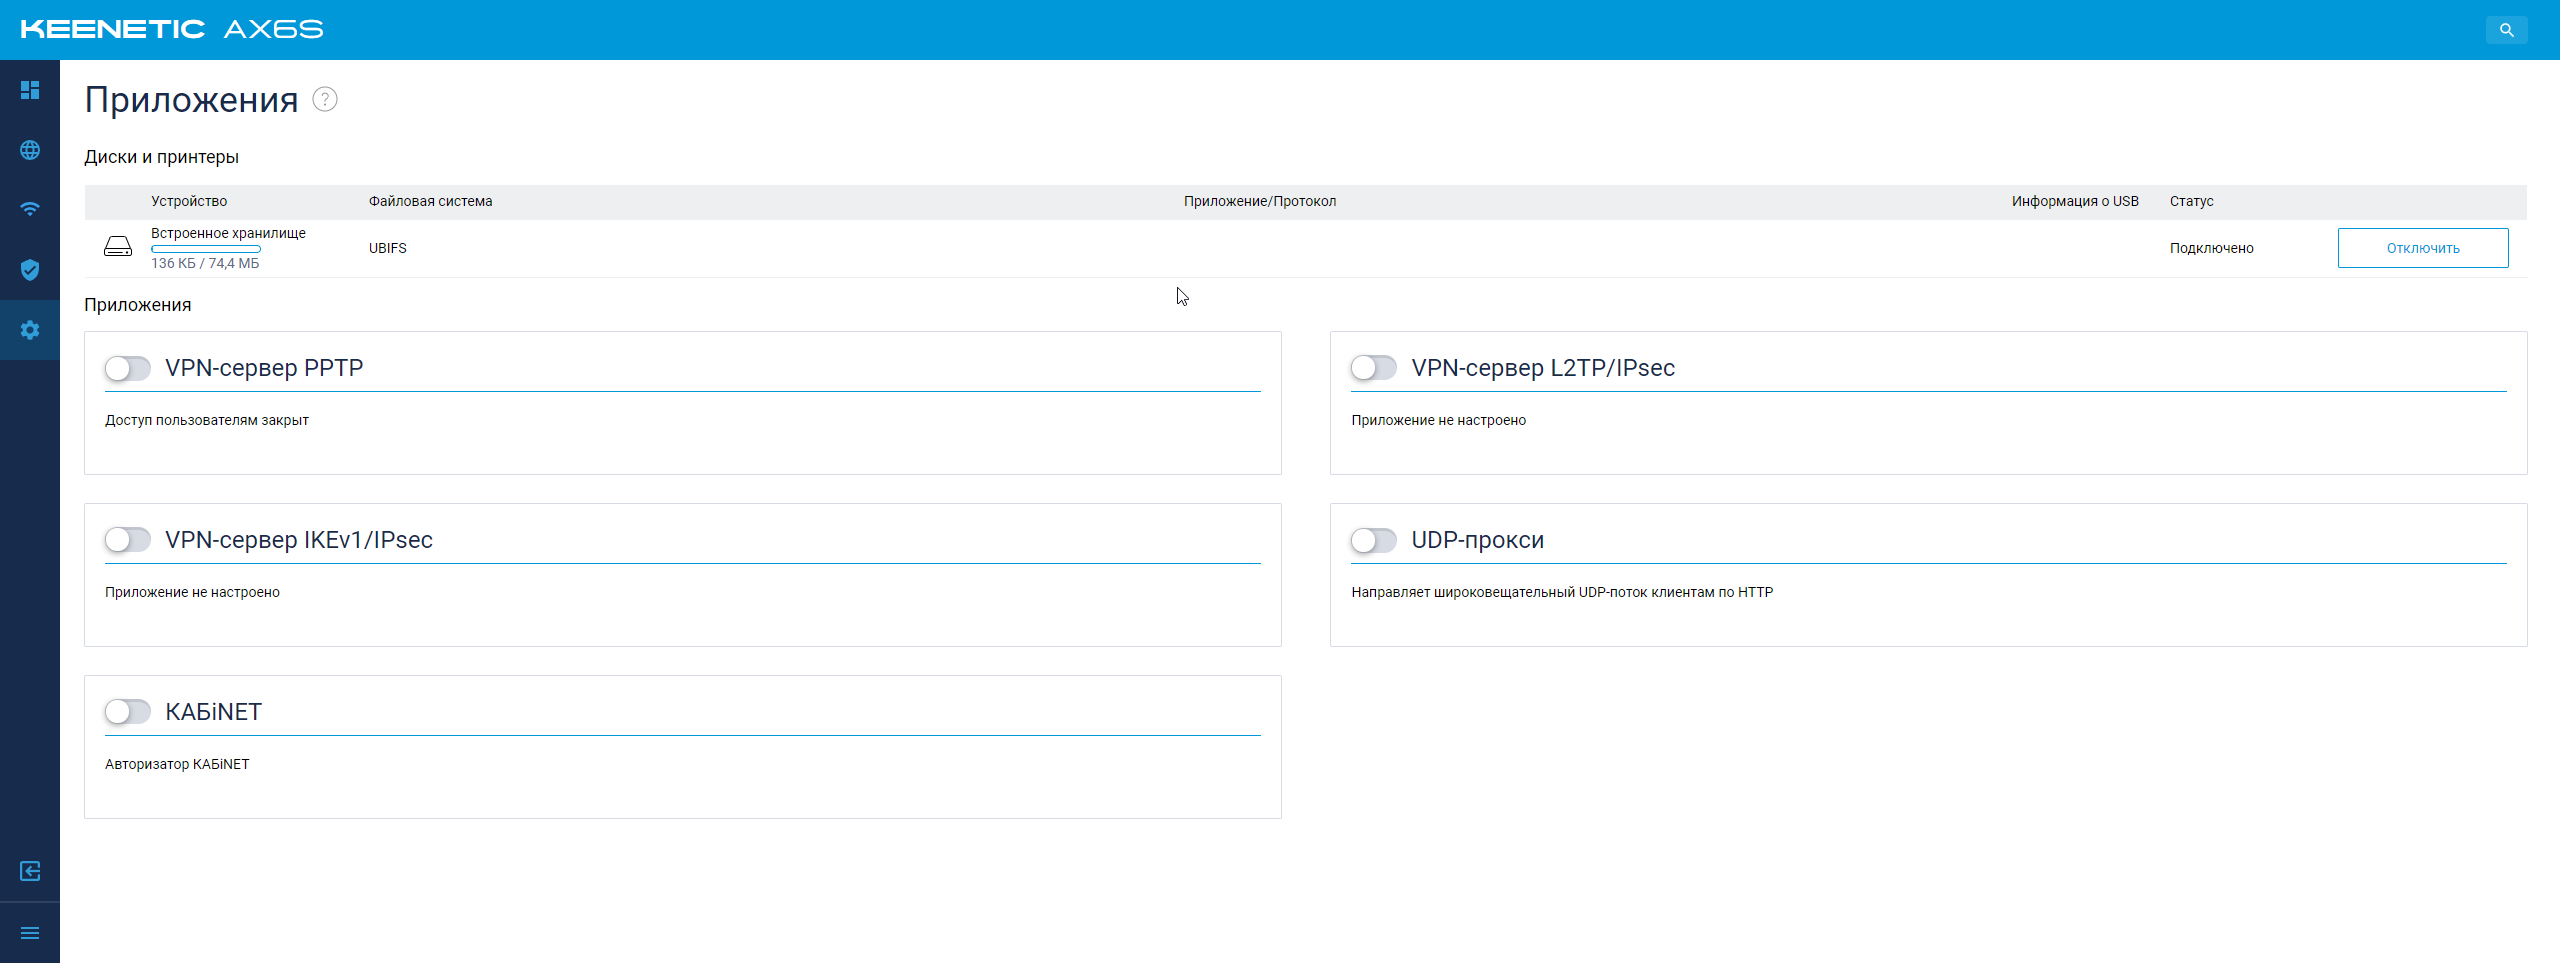 KEENETIC AX6S
Приложения ?
Диски и принтеры
Устройство Файловая система Приложение/Протокол Информация о USB Статус
Встроенное хранилище
136 КБ / 74,4 МБ
UBIFS Подключено Отключить
Приложения
VPN-сервер PPTP
Доступ пользователям закрыт
VPN-сервер L2TP/IPsec
Приложение не настроено
VPN-сервер IKEv1/IPsec
Приложение не настроено
UDP-прокси
Направляет широковещательный UDP-поток клиентам по HTTP
КАБiNET
Авторизатор КАБiNET